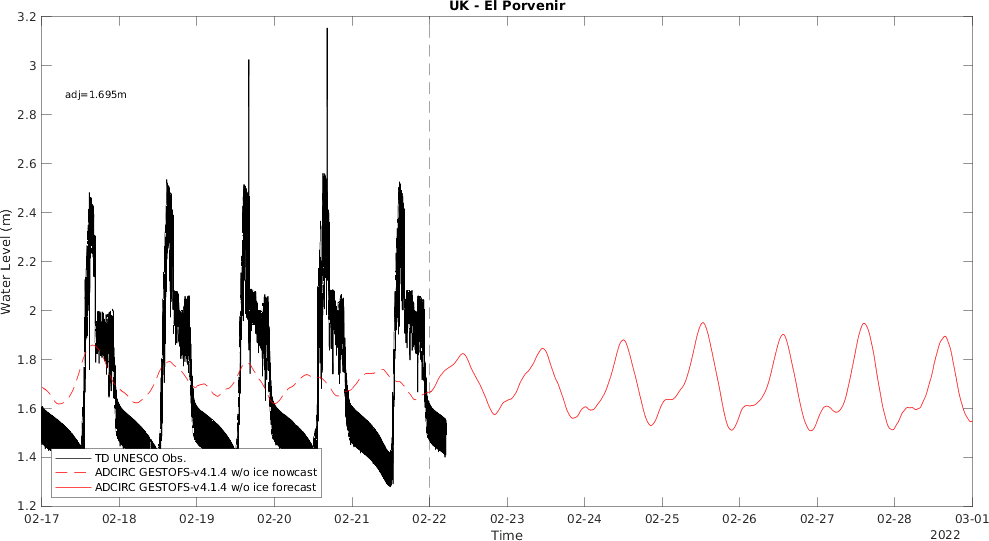 UK - El Porvenir
3.2
3
2.8
2.6
2.4
2.2
2
1.8
1.6
1.4
1.2
Water Level (m)
adj=1.695m
TD UNESCO Obs.
ADCIRC GESTOFS-v4.1.4 w/o ice nowcast
ADCIRC GESTOFS-v4.1.4 w/o ice forecast
02-17 02-18 02-19 02-20 02-21 02-22 02-23 02-24 02-25 02-26 02-27 02-28 03-01
Time
2022